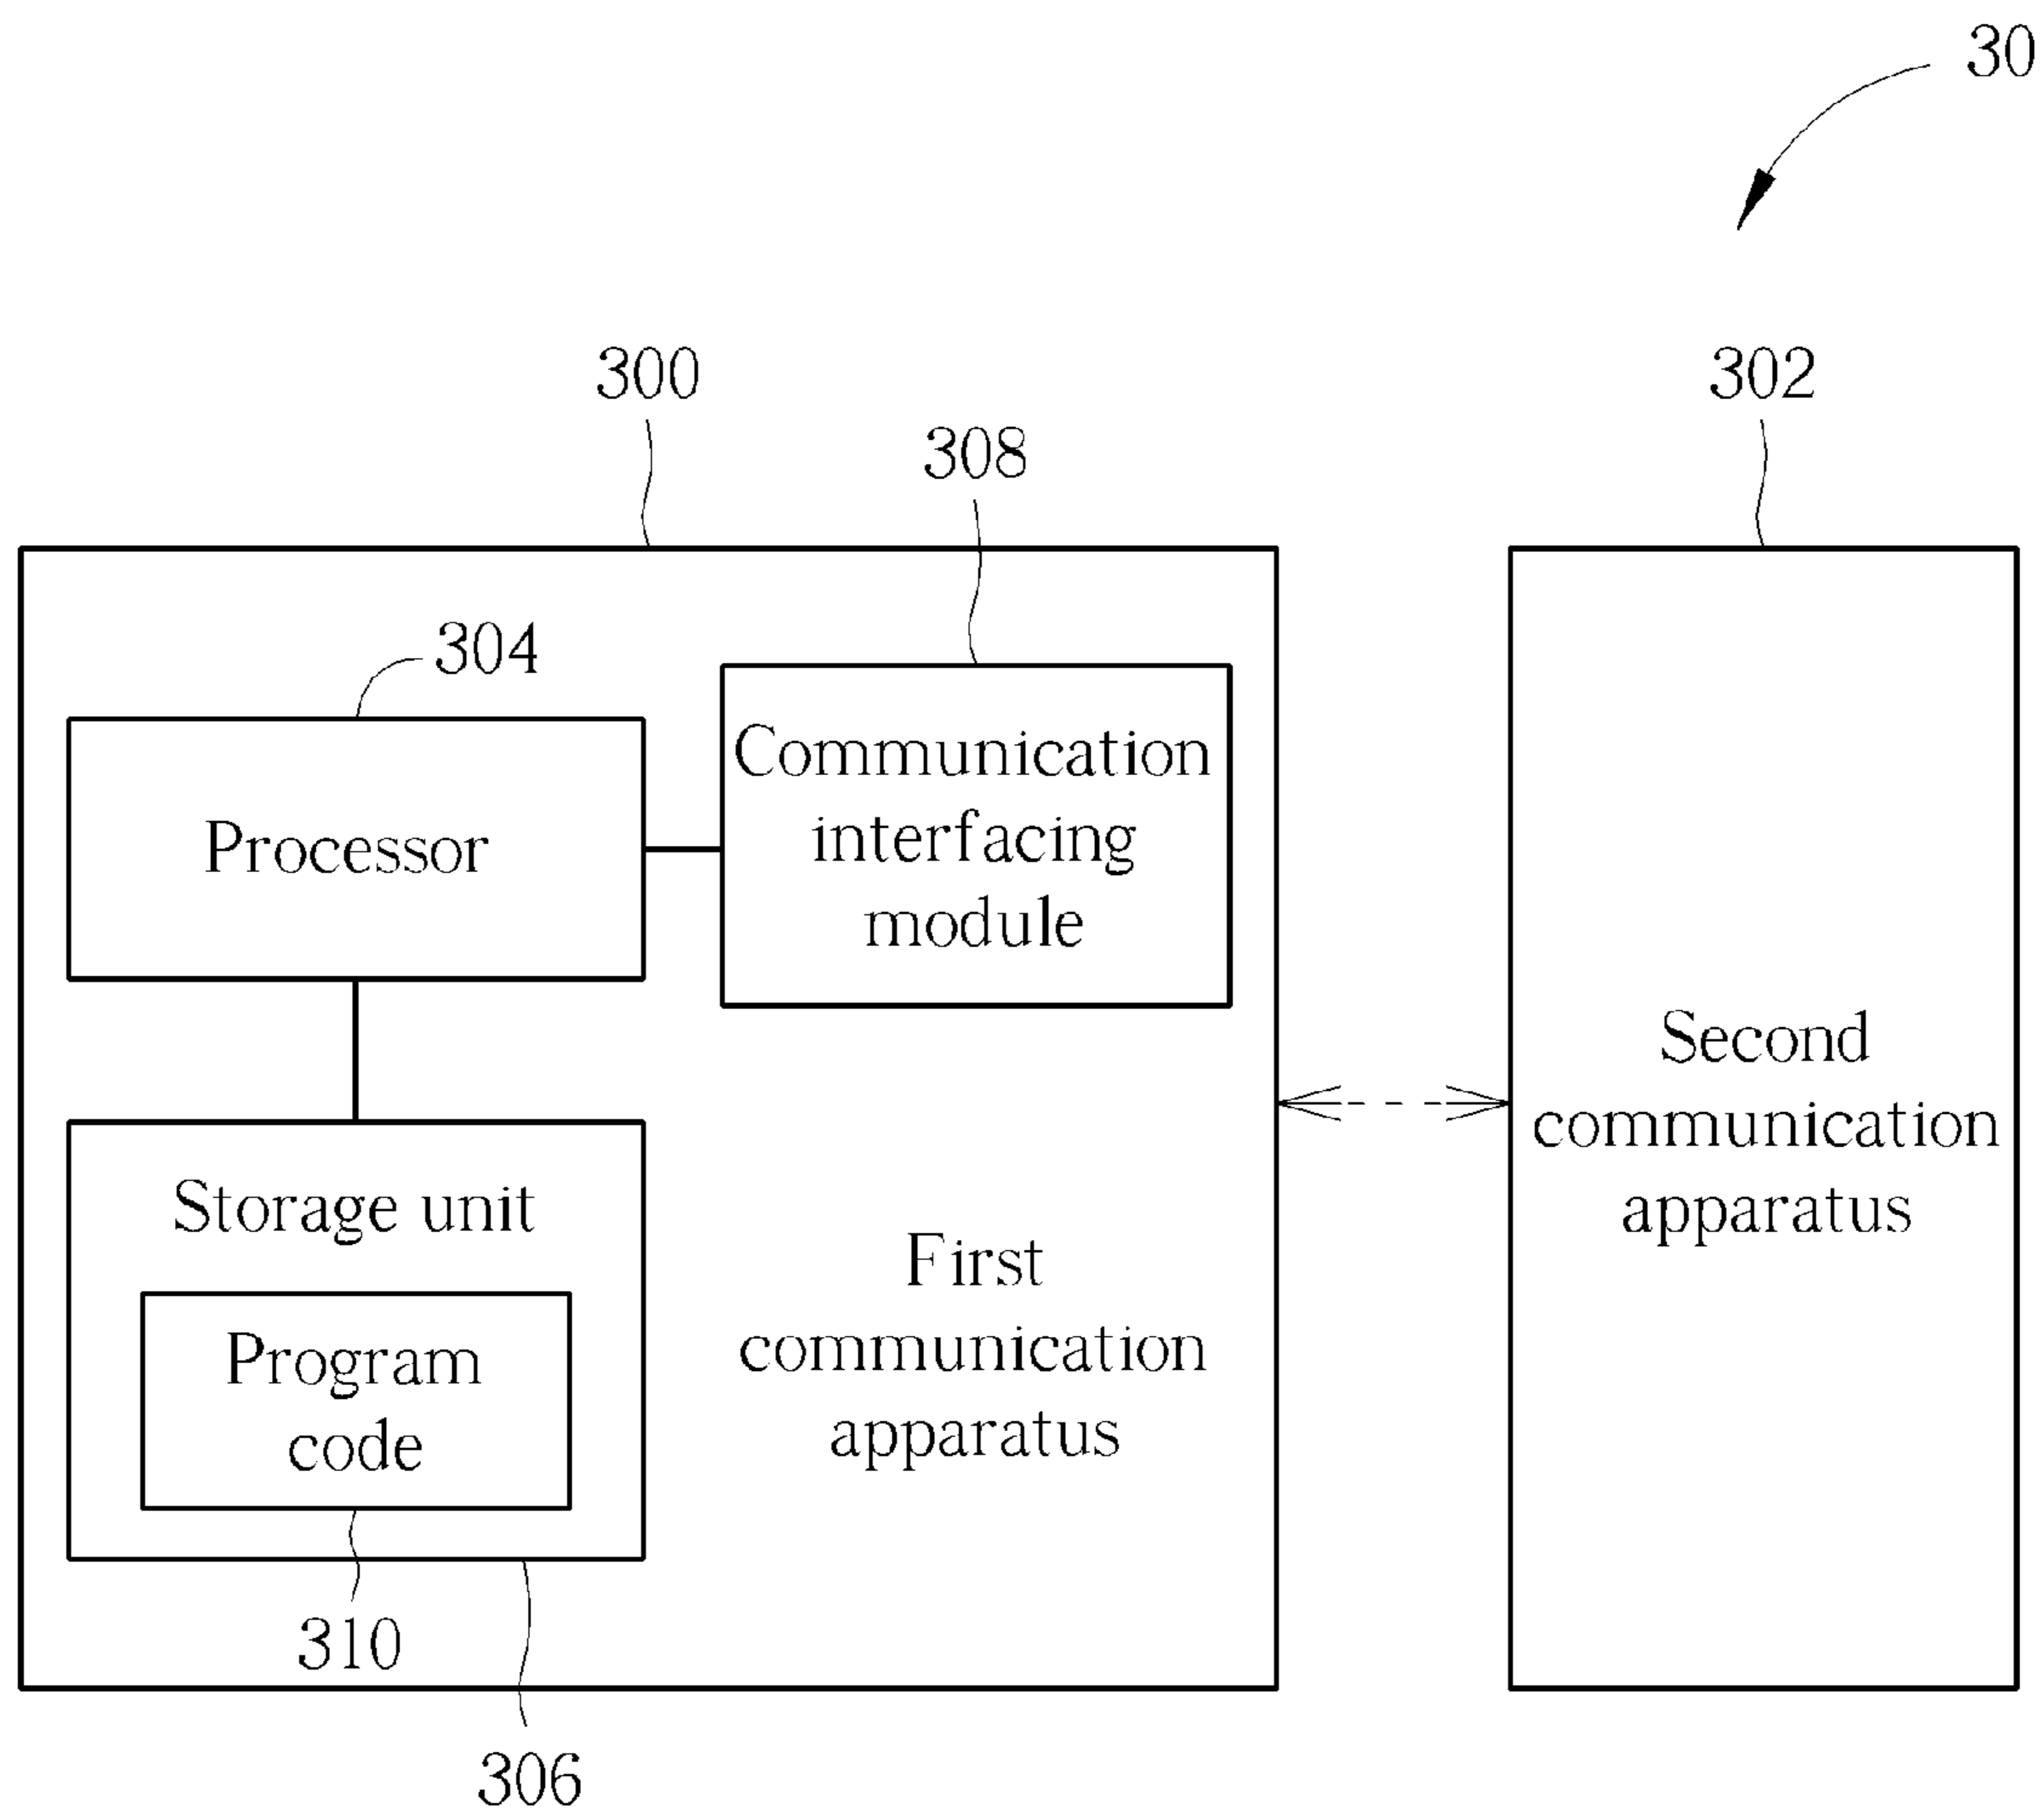 30
300
302
308
304
Communication
interfacing
module
Processor
Second
communication
apparatus
Storage unit
First
communication
apparatus
Program
code
310
306